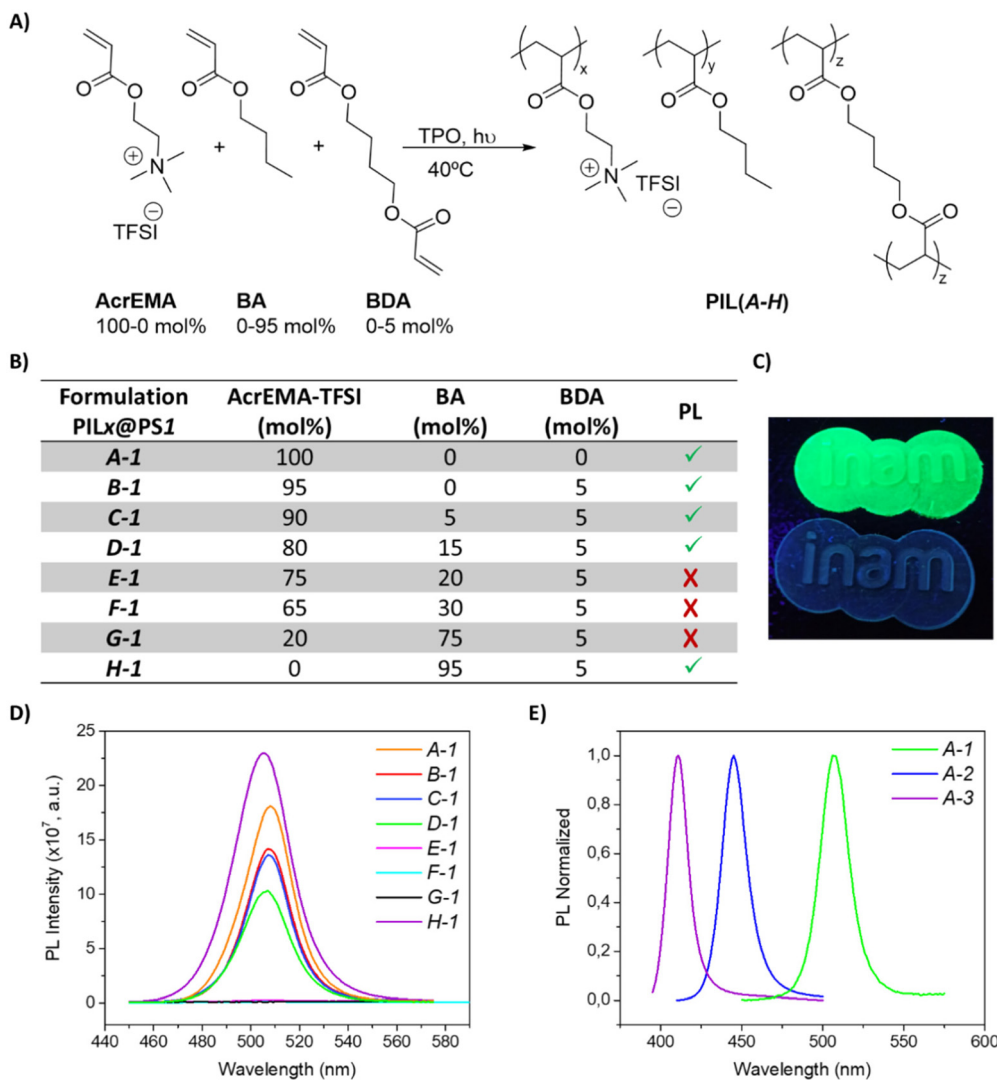 A)
O
O
O
O
O
O
N
+
TFSI
−
+
+
O
O
TPO, hυ
40ºC
x
y
z
O
O
O
O
O
O
N
+
TFSI
−
O
O
z
AcrEMA BA BDA
100-0 mol% 0-95 mol% 0-5 mol%
PIL(A-H)
B)
Formulation AcrEMA-TFSI BA BDA PL
PILx@PS1 (mol%) (mol%) (mol%)
A-1 100 0 0 ✓
B-1 95 0 5 ✓
C-1 90 5 5 ✓
D-1 80 15 5 ✓
E-1 75 20 5 X
F-1 65 30 5 X
G-1 20 75 5 X
H-1 0 95 5 ✓
C)
inam
inam
D)
PL Intensity (x10⁷, a.u.)
25
20
15
10
5
0
A-1
B-1
C-1
D-1
E-1
F-1
G-1
H-1
440 460 480 500 520 540 560 580
Wavelength (nm)
E)
PL Normalized
1,0
0,8
0,6
0,4
0,2
0,0
A-1
A-2
A-3
400 450 500 550 600
Wavelength (nm)